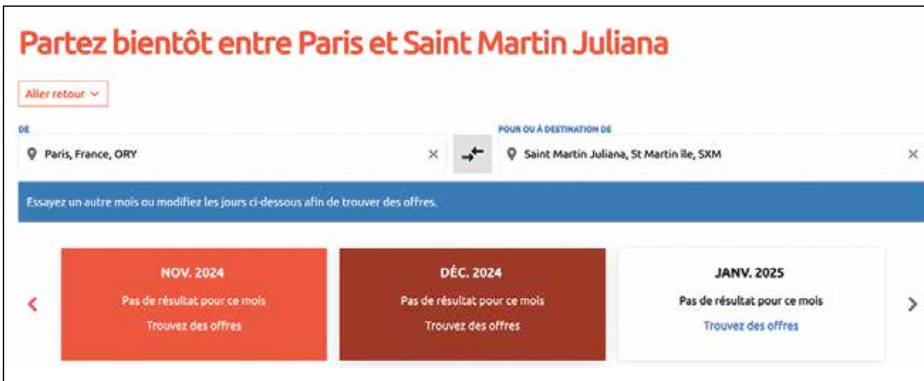 Partez bientôt entre Paris et Saint Martin Juliana
Aller retour
DE
Paris, France, ORY
POUR OU À DESTINATION DE
Saint Martin Juliana, St Martin île, SXM
Essayez un autre mois ou modifiez les jours ci-dessous afin de trouver des offres.
NOV. 2024
Pas de résultat pour ce mois
Trouvez des offres
DÉC. 2024
Pas de résultat pour ce mois
Trouvez des offres
JANV. 2025
Pas de résultat pour ce mois
Trouvez des offres